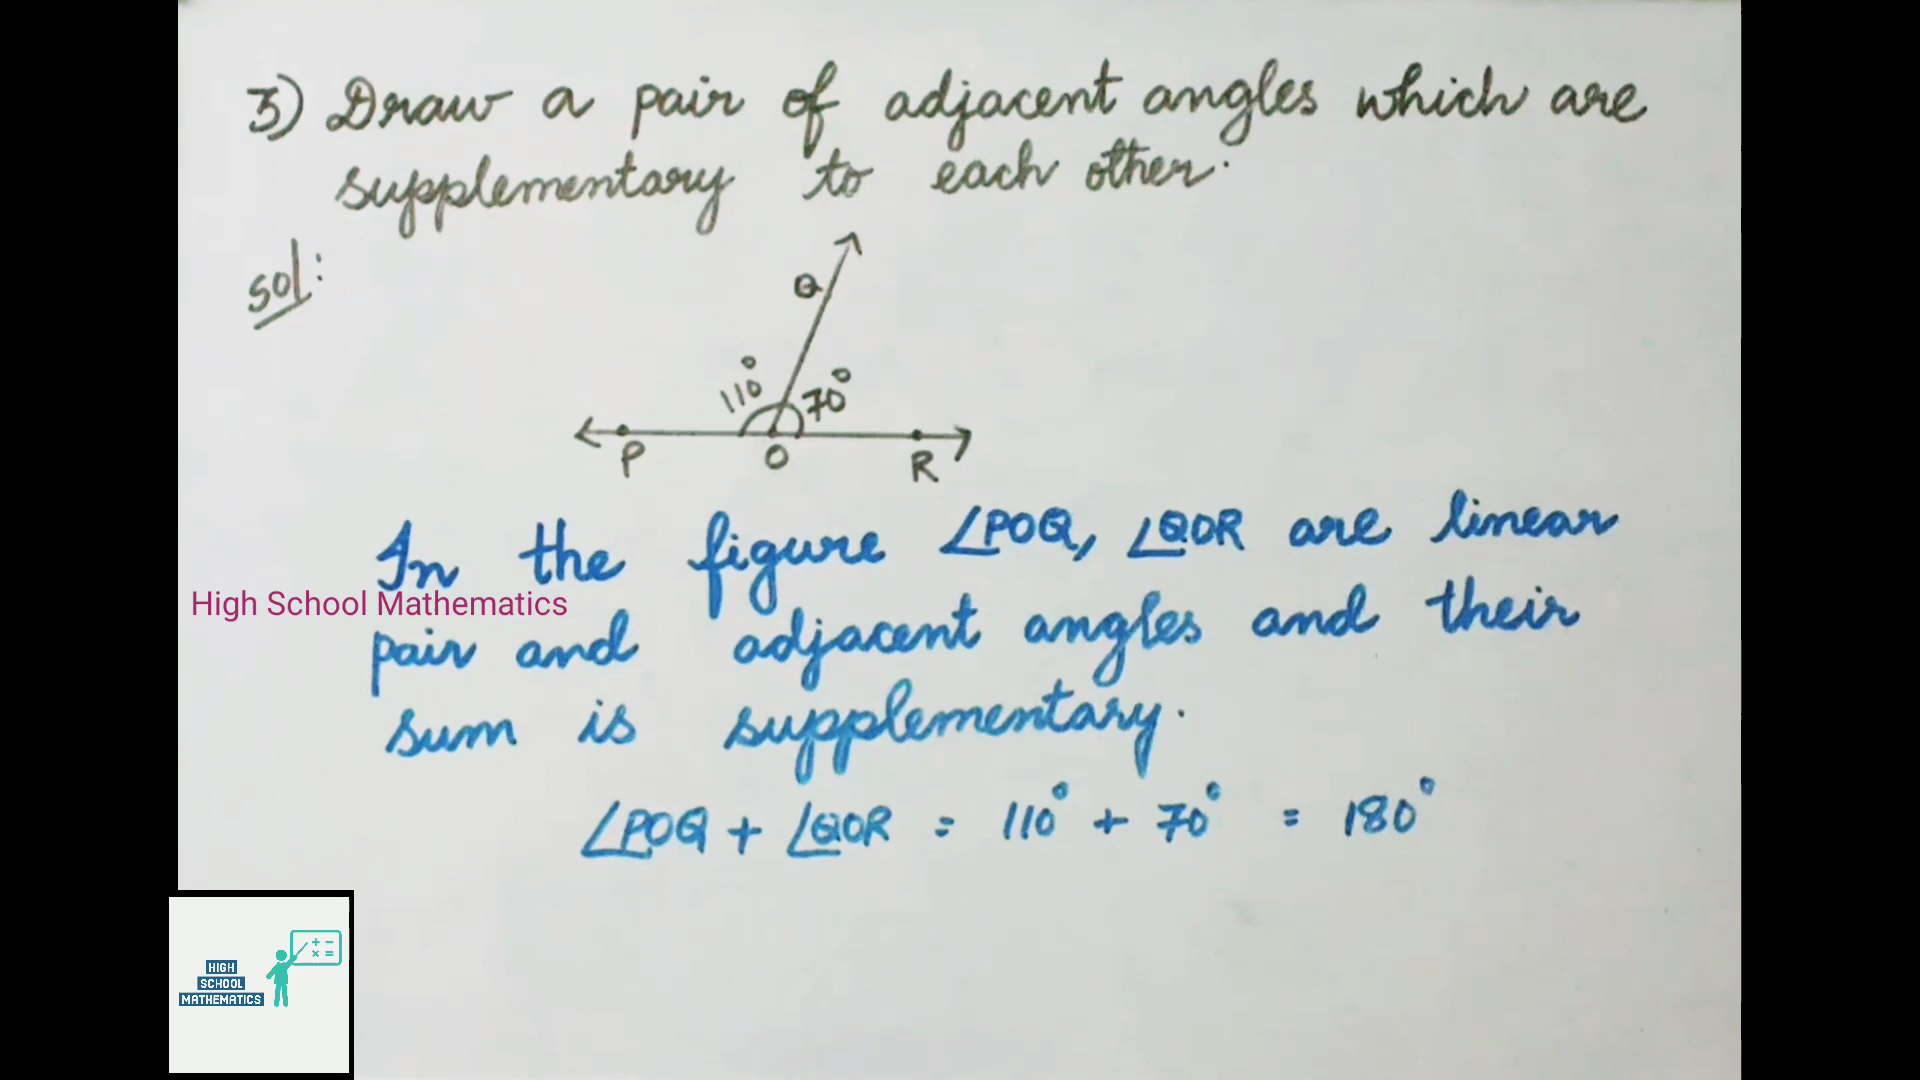 3) Draw a pair of adjacent angles which are
supplementary to each other.
sol:
Q
110° 70°
P O R
In the figure ∠POQ, ∠QOR are linear
High School Mathematics
pair and adjacent angles and their
sum is supplementary.
∠POQ + ∠QOR = 110° + 70° = 180°
HIGH
SCHOOL
MATHEMATICS
+ −
× =